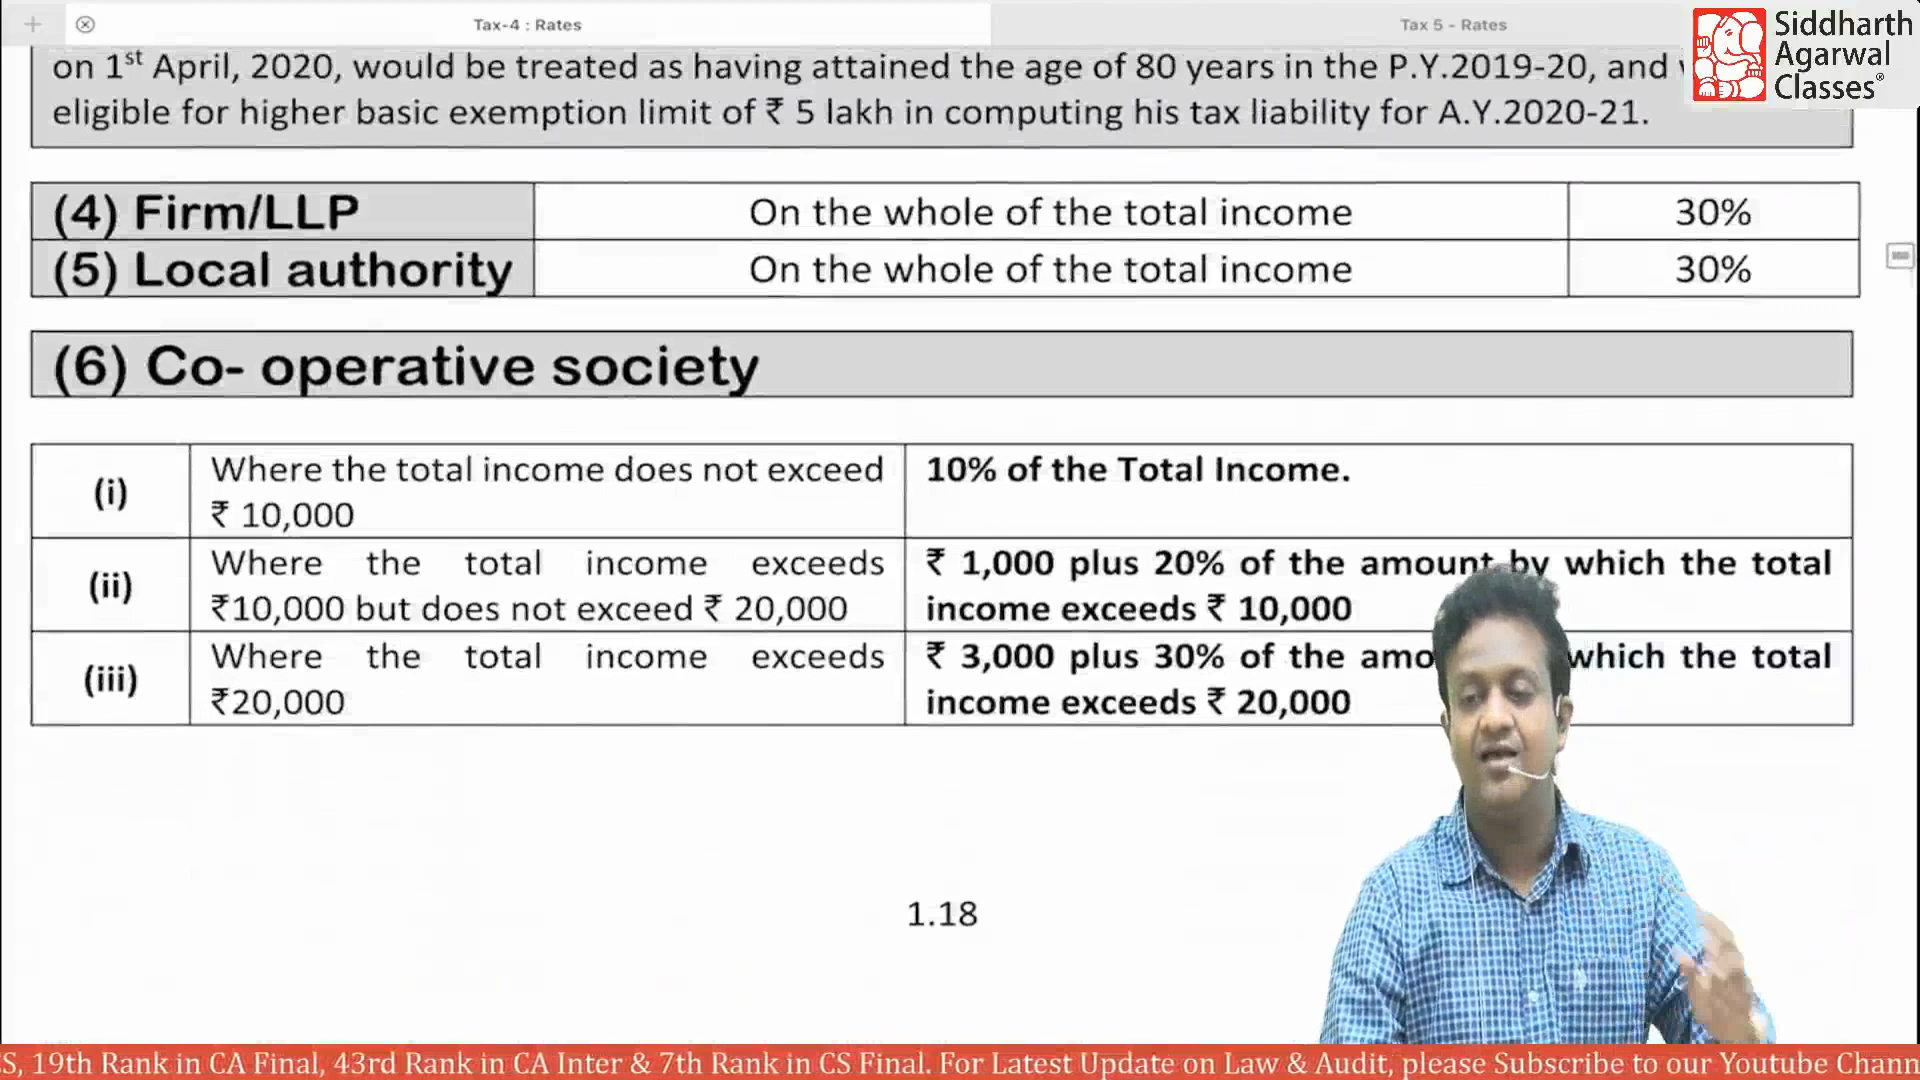 Tax-4 : Rates
Tax 5 - Rates
Siddharth
Agarwal
Classes®
on 1st April, 2020, would be treated as having attained the age of 80 years in the P.Y.2019-20, and
eligible for higher basic exemption limit of ₹ 5 lakh in computing his tax liability for A.Y.2020-21.
(4) Firm/LLP On the whole of the total income 30%
(5) Local authority On the whole of the total income 30%
(6) Co- operative society
(i) Where the total income does not exceed 10% of the Total Income.
₹ 10,000
(ii) Where the total income exceeds ₹ 1,000 plus 20% of the amount by which the total
₹10,000 but does not exceed ₹ 20,000 income exceeds ₹ 10,000
(iii) Where the total income exceeds ₹ 3,000 plus 30% of the which the total
₹20,000 income exceeds ₹ 20,000
1.18
CS, 19th Rank in CA Final, 43rd Rank in CA Inter & 7th Rank in CS Final. For Latest Update on Law & Audit, please Subscribe to our Youtube